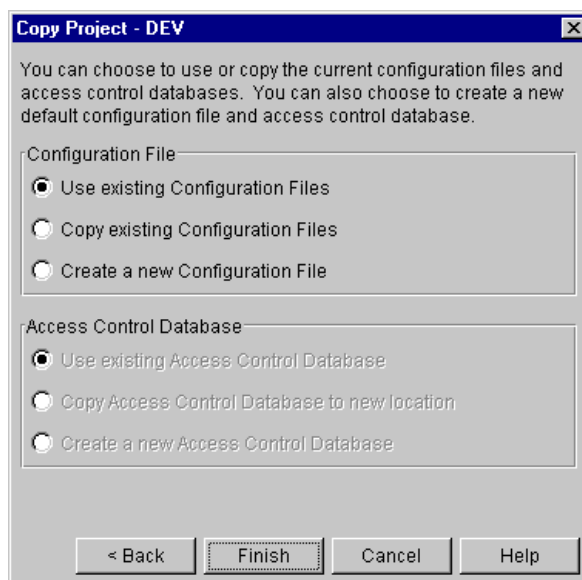 Copy Project - DEV
You can choose to use or copy the current configuration files and
access control databases. You can also choose to create a new
default configuration file and access control database.
Configuration File
Use existing Configuration Files
Copy existing Configuration Files
Create a new Configuration File
Access Control Database
Use existing Access Control Database
Copy Access Control Database to new location
Create a new Access Control Database
< Back Finish Cancel Help